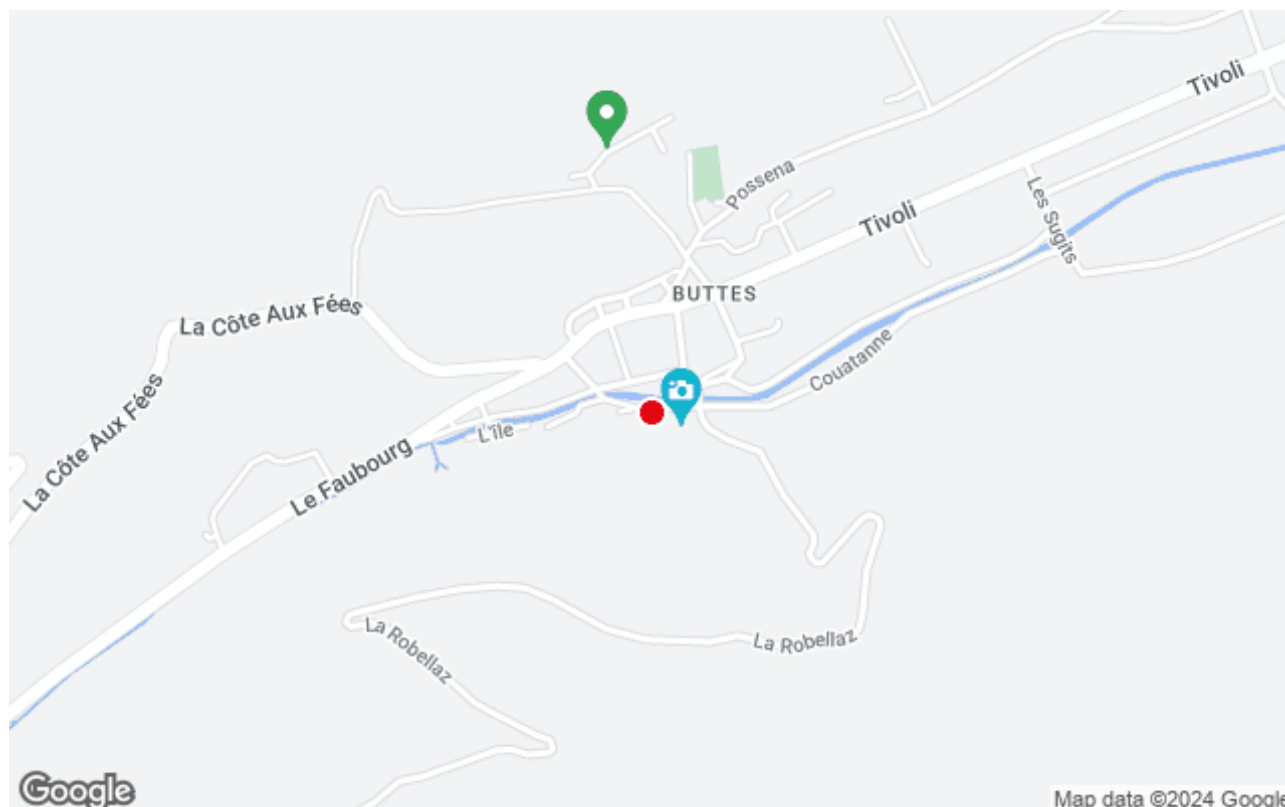 Tivoli
Possena
Tivoli
Les Sugits
BUTTES
La Côte Aux Fées
Couatanne
La Côte Aux Fées
L'île
Le Faubourg
La Robellaz
La Robellaz
Google
Map data ©2024 Google